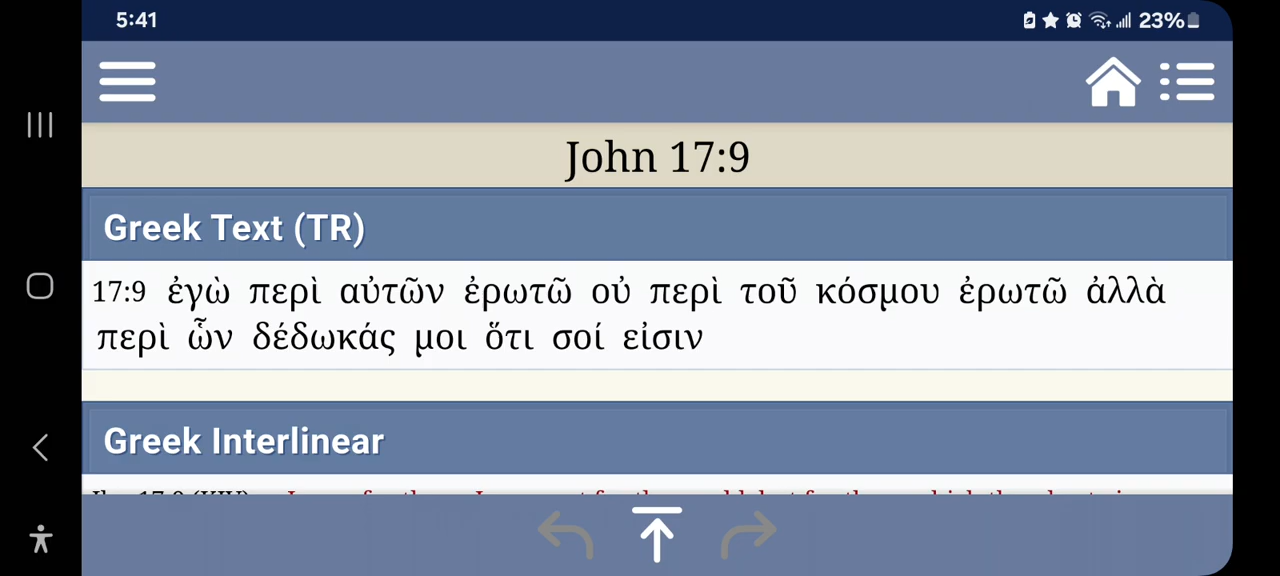 5:41
23%
John 17:9
Greek Text (TR)
17:9 ἐγὼ περὶ αὐτῶν ἐρωτῶ οὐ περὶ τοῦ κόσμου ἐρωτῶ ἀλλὰ
περὶ ὧν δέδωκάς μοι ὅτι σοί εἰσιν
Greek Interlinear